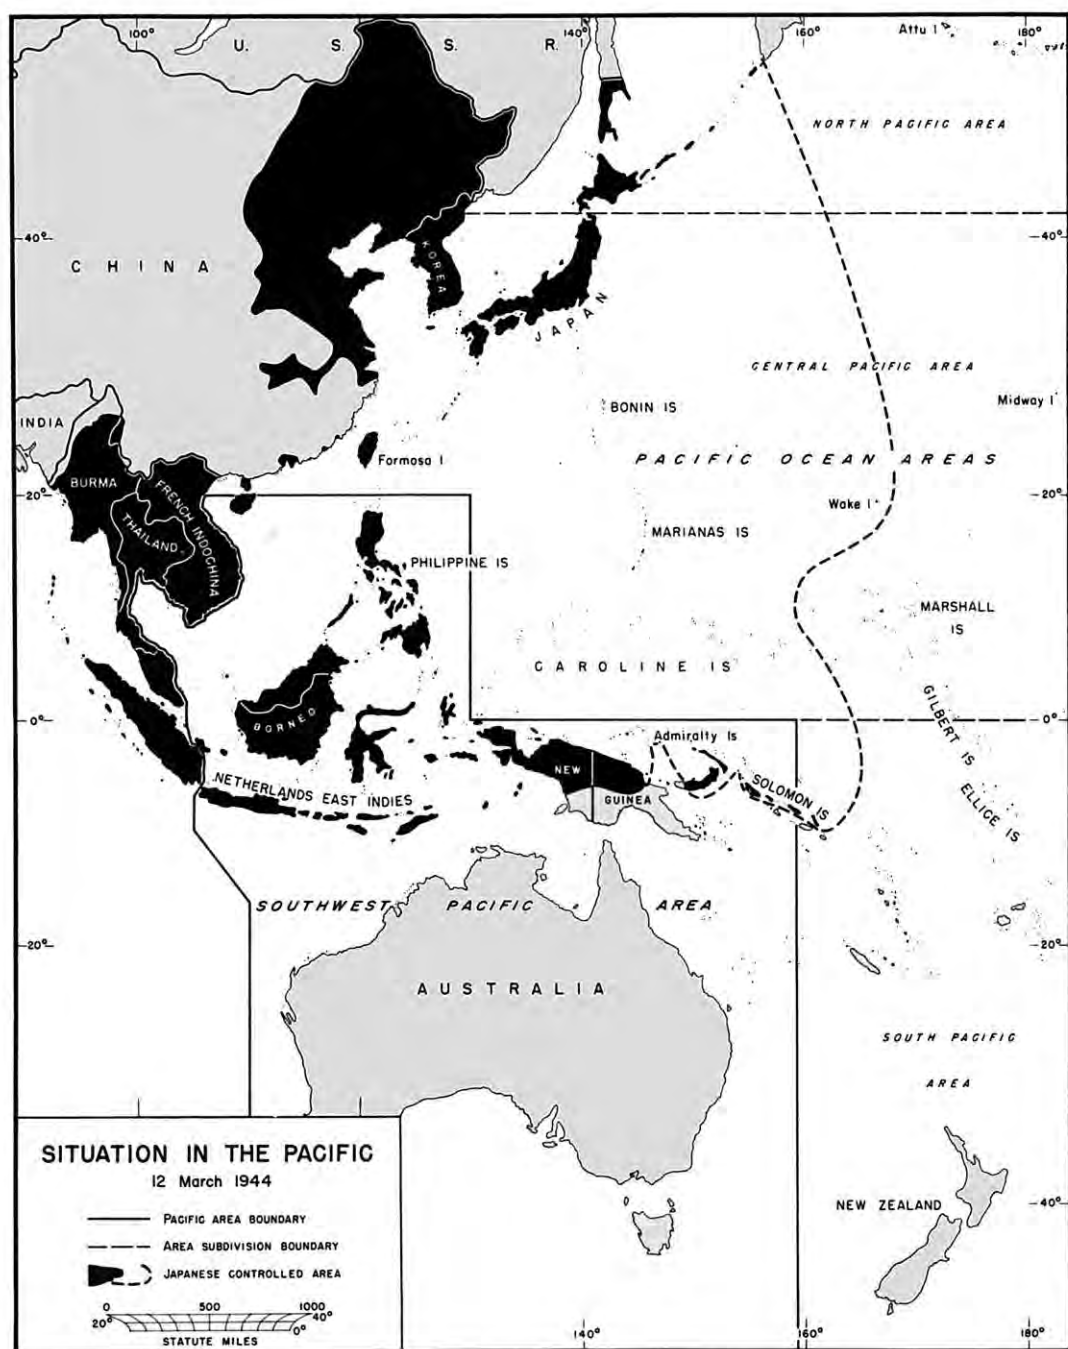 100°
140°
160°
180°
U. S. S. R.
Attu I
NORTH PACIFIC AREA
40°
40°
CHINA
KOREA
JAPAN
CENTRAL PACIFIC AREA
Midway I
BONIN IS
INDIA
Formosa I
PACIFIC OCEAN AREAS
BURMA
FRENCH INDOCHINA
20°
20°
Wake I
THAILAND
MARIANAS IS
PHILIPPINE IS
MARSHALL
IS
CAROLINE IS
GILBERT IS
BORNEO
0°
0°
Admiralty Is
NEW
GUINEA
SOLOMON IS
NETHERLANDS EAST INDIES
ELLICE IS
SOUTHWEST PACIFIC AREA
20°
20°
AUSTRALIA
SOUTH PACIFIC
AREA
NEW ZEALAND
40°
SITUATION IN THE PACIFIC
12 March 1944
PACIFIC AREA BOUNDARY
AREA SUBDIVISION BOUNDARY
JAPANESE CONTROLLED AREA
0 500 1000
20° 40°
0°
STATUTE MILES
140°
160°
180°